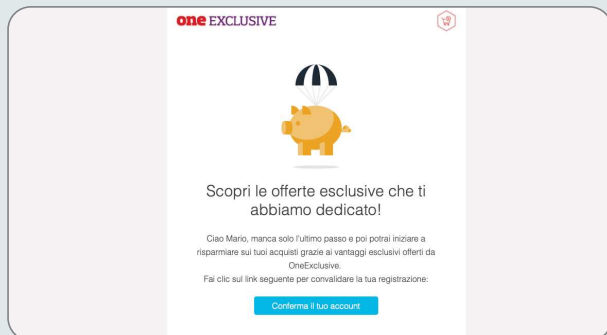 one EXCLUSIVE
Scopri le offerte esclusive che ti
abbiamo dedicato!
Ciao Mario, manca solo l'ultimo passo e poi potrai iniziare a
risparmiare sui tuoi acquisti grazie ai vantaggi esclusivi offerti da
OneExclusive.
Fai clic sul link seguente per convalidare la tua registrazione:
Conferma il tuo account